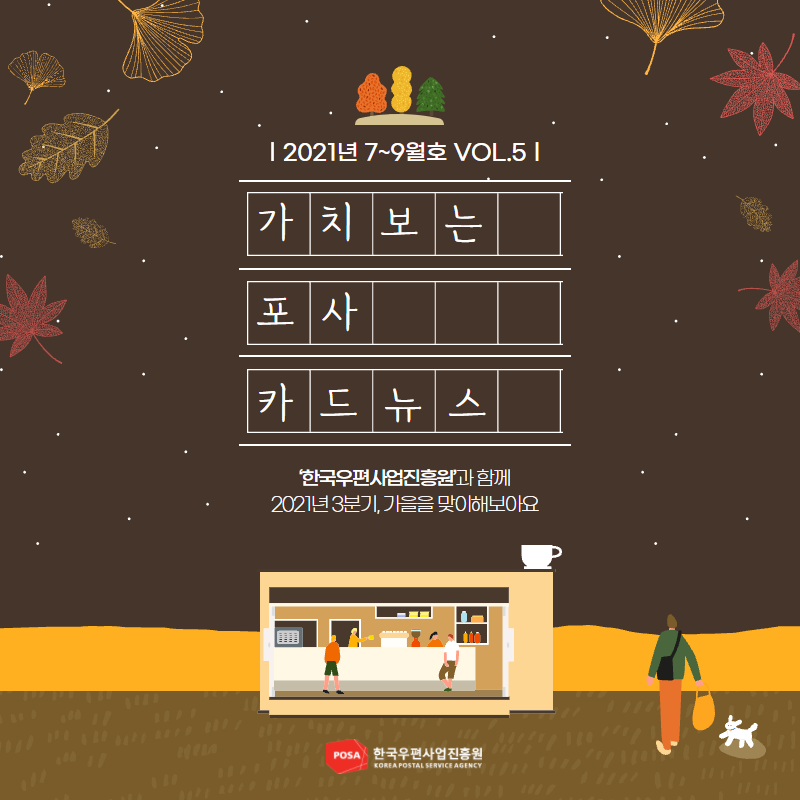 | 2021년 7~9월호 VOL.5 |
가치보는
포사
카드뉴스
‘한국우편사업진흥원’과 함께
2021년 3분기, 가을을 맞이해보아요
POSA 한국우편사업진흥원
KOREA POSTAL SERVICE AGENCY